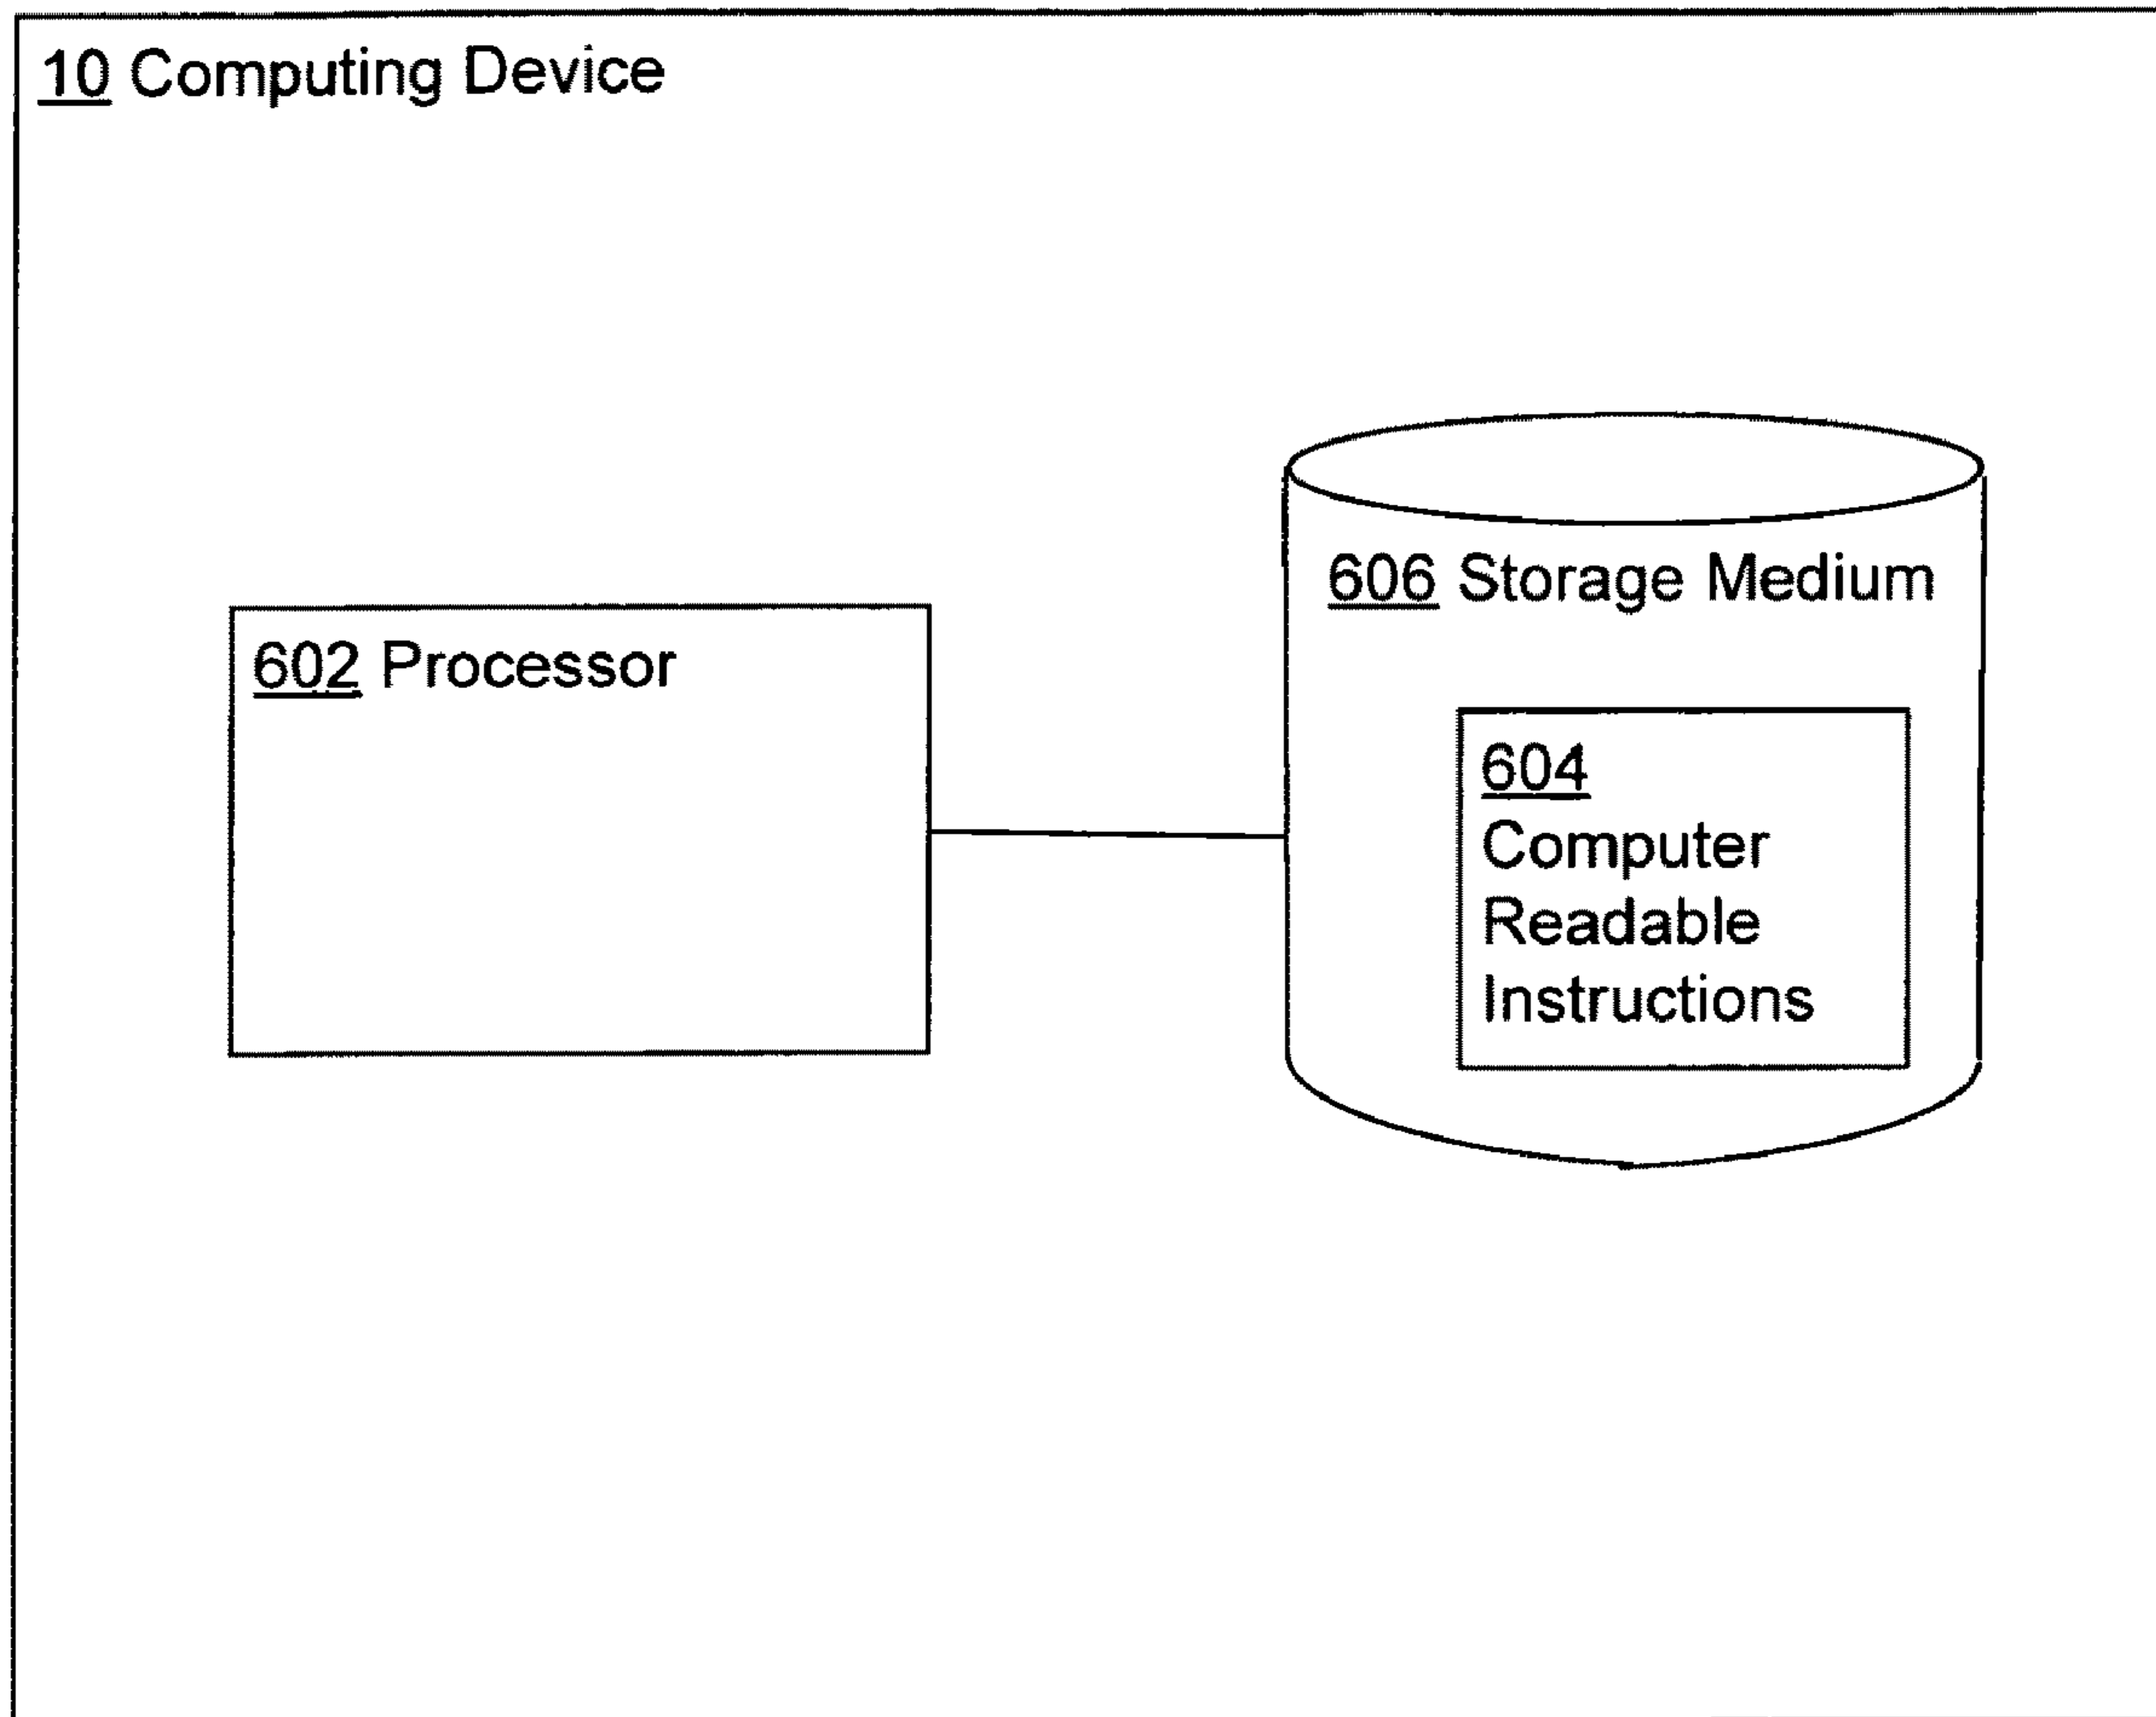 10 Computing Device
606 Storage Medium
602 Processor
604
Computer
Readable
Instructions